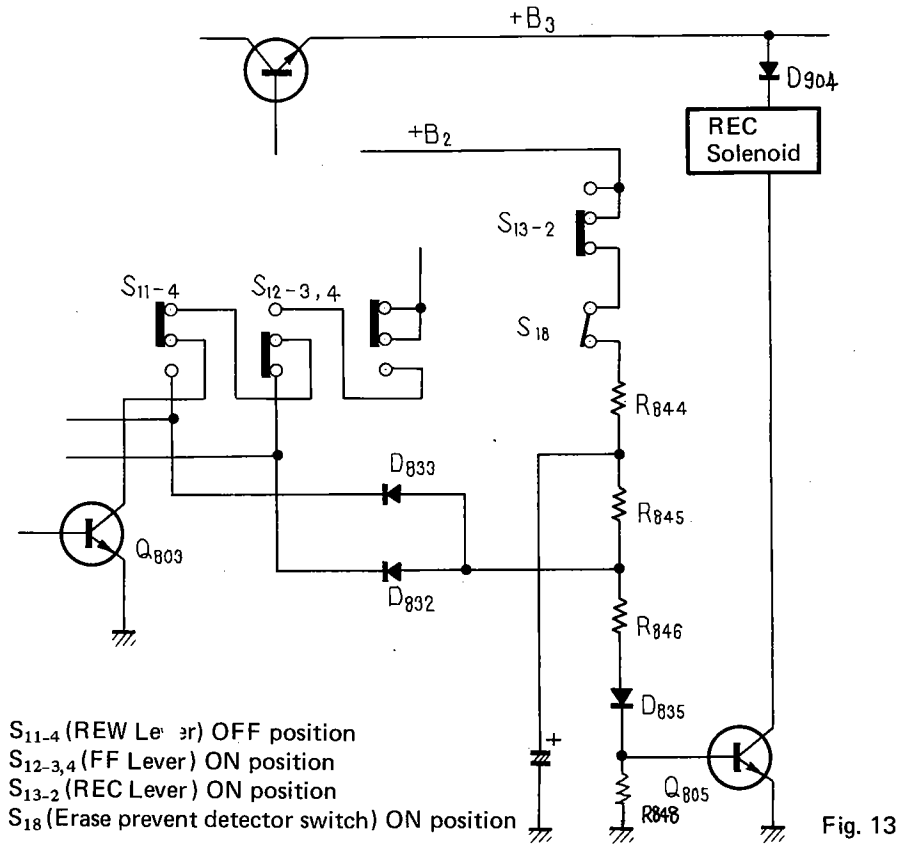 +B3
D904
REC
Solenoid
+B2
S13-2
S11-4
S12-3,4
S18
R844
D833
R845
Q803
D832
R846
D835
S11-4 (REW Le er) OFF position
S12-3,4 (FF Lever) ON position
S13-2 (REC Lever) ON position
S18 (Erase prevent detector switch) ON position
+
R848
Q805
Fig. 13